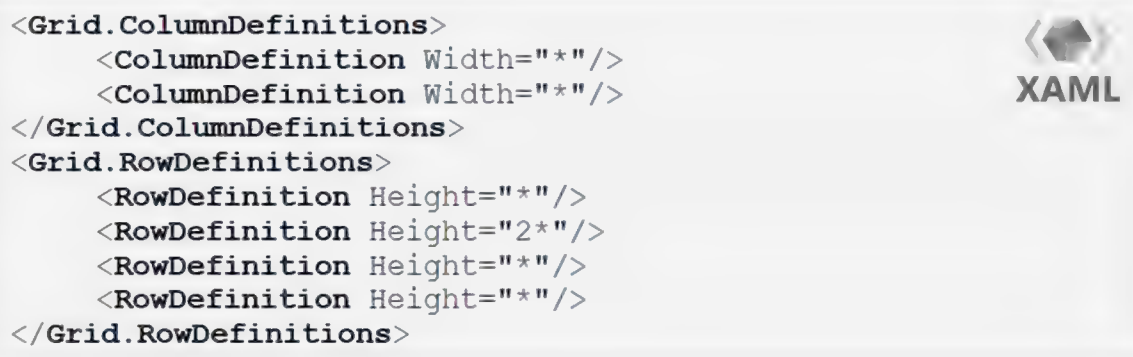 <Grid.ColumnDefinitions>
<ColumnDefinition Width="*"/>
<ColumnDefinition Width="*"/>
</Grid.ColumnDefinitions>
<Grid.RowDefinitions>
<RowDefinition Height="*"/>
<RowDefinition Height="2*"/>
<RowDefinition Height="*"/>
<RowDefinition Height="*"/>
</Grid.RowDefinitions>
XAML